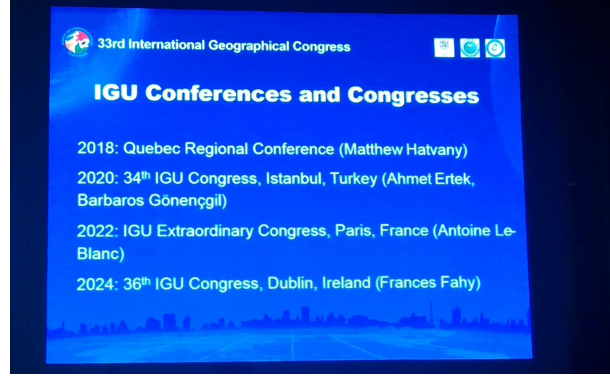 33rd International Geographical Congress
IGU Conferences and Congresses
2018: Quebec Regional Conference (Matthew Hatvany)
2020: 34th IGU Congress, Istanbul, Turkey (Ahmet Ertek,
Barbaros Gönençgil)
2022: IGU Extraordinary Congress, Paris, France (Antoine Le-
Blanc)
2024: 36th IGU Congress, Dublin, Ireland (Frances Fahy)